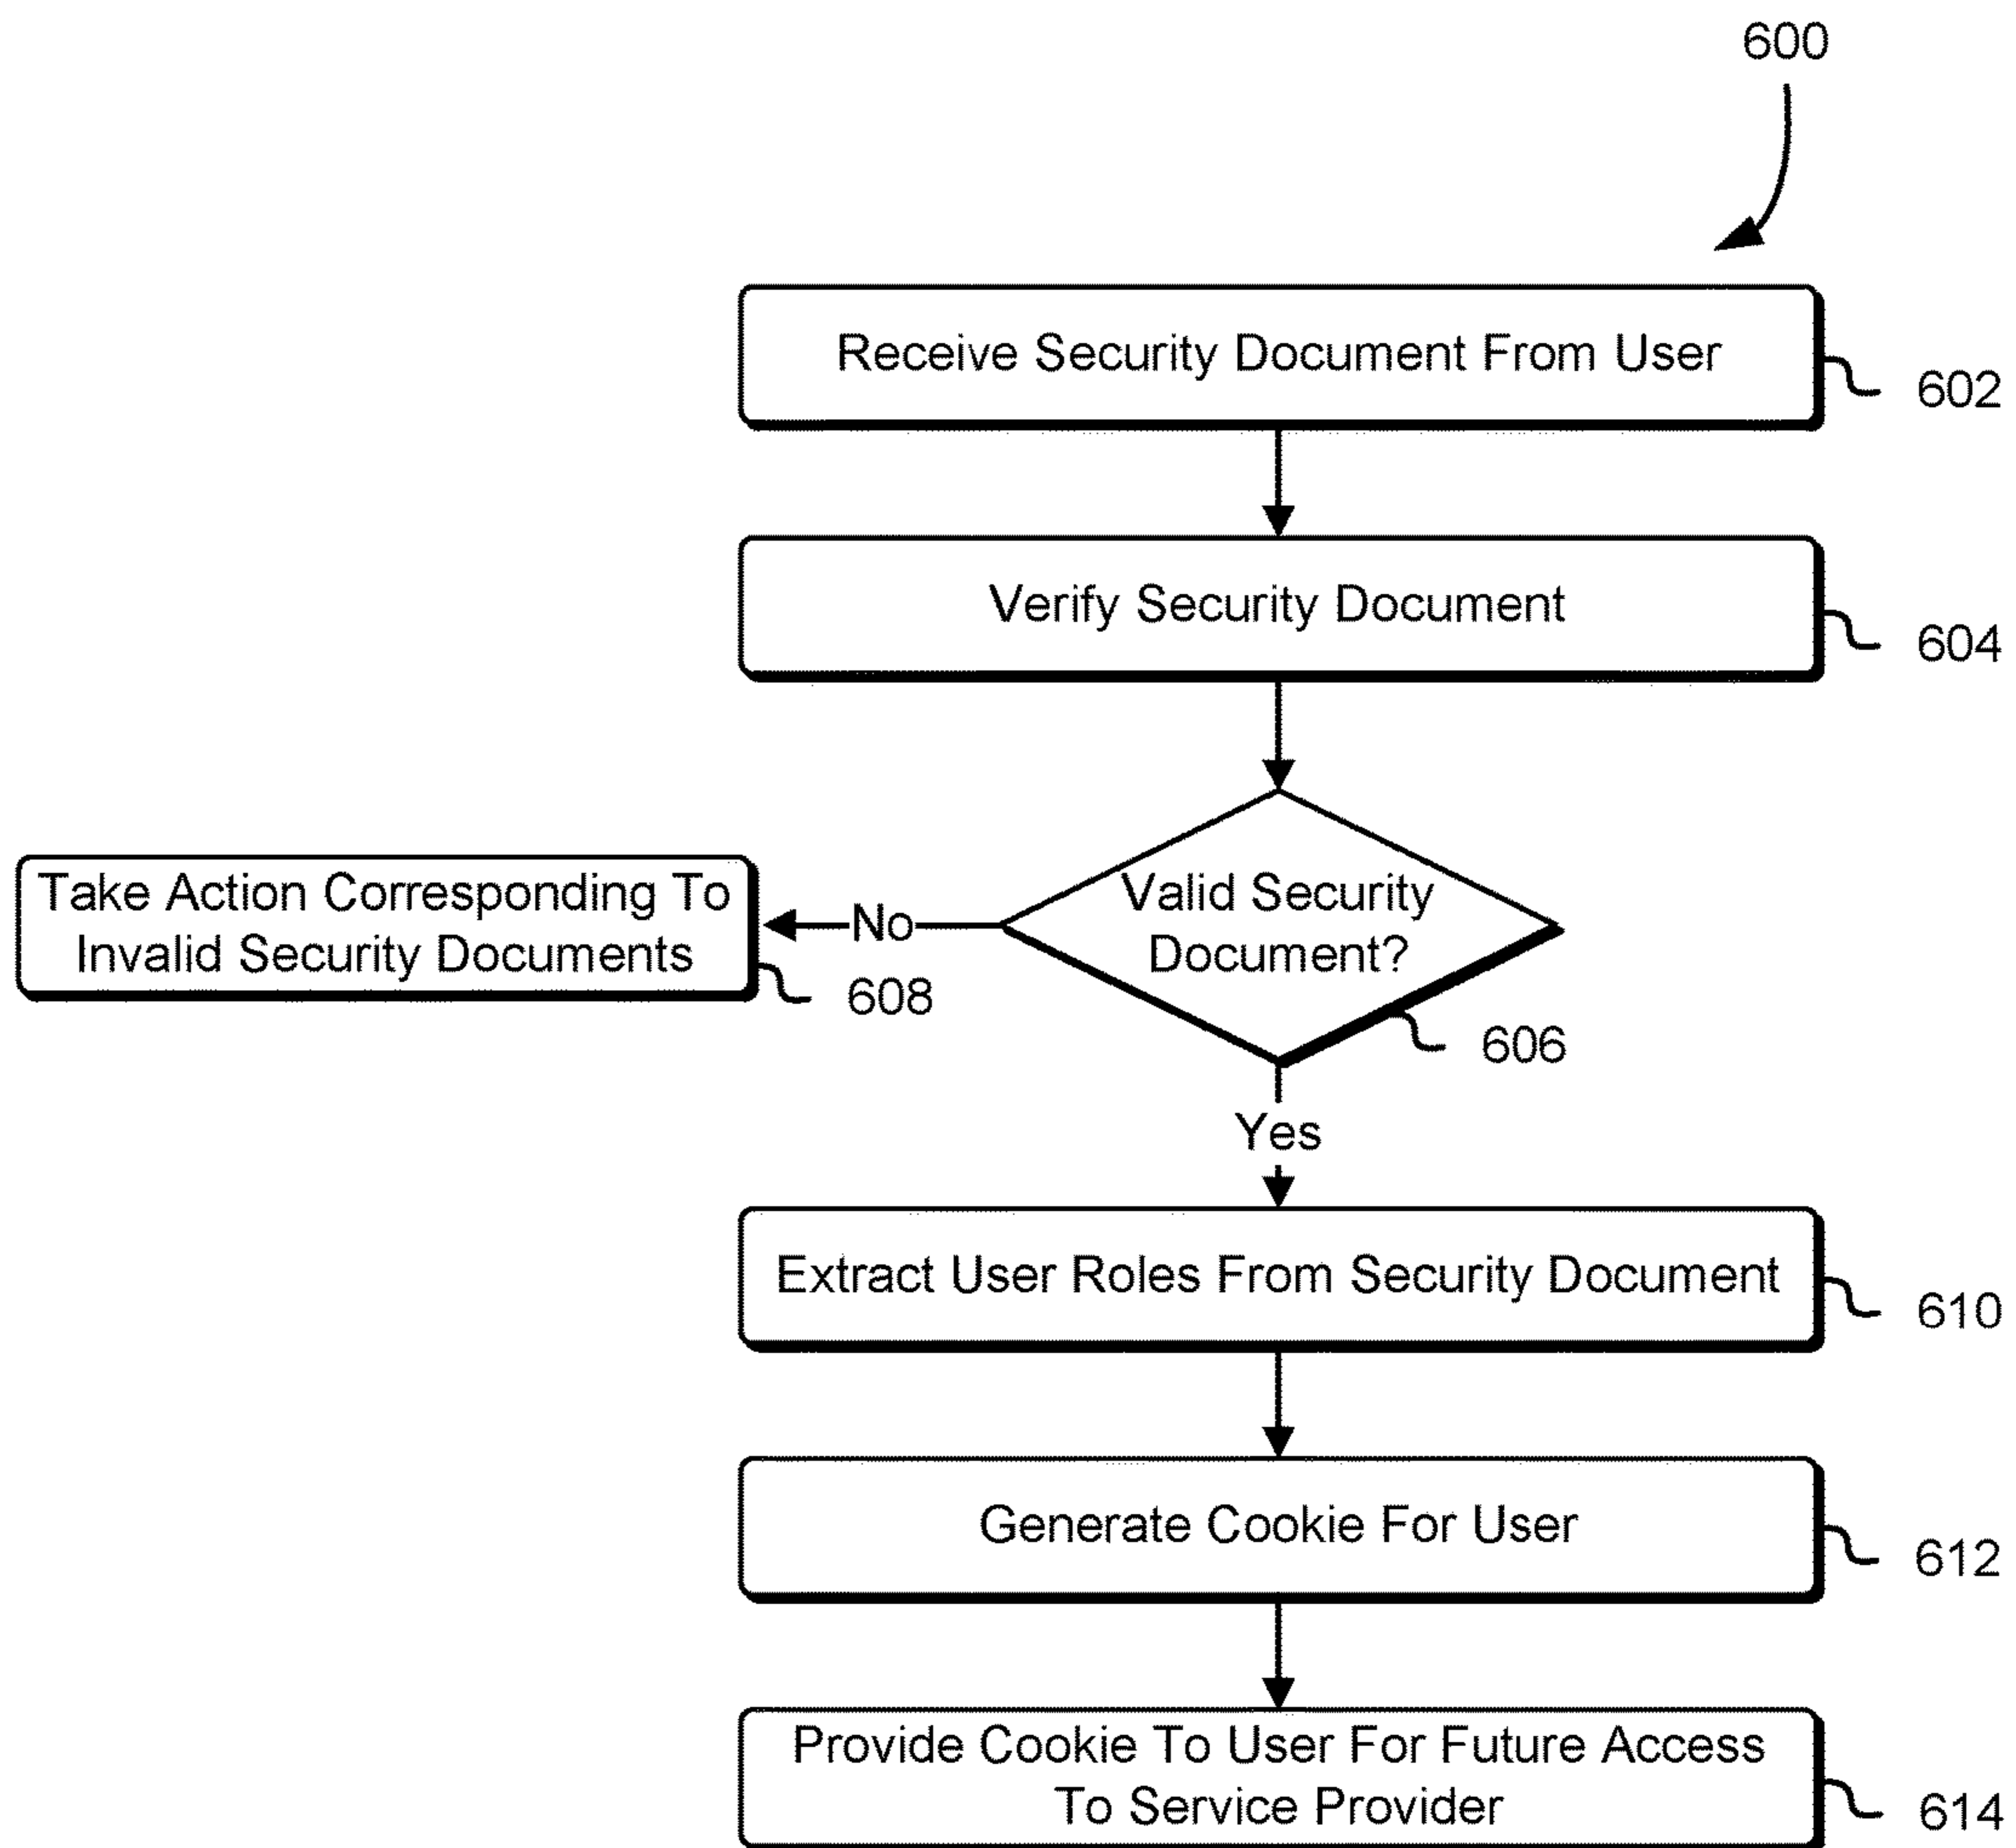 600
Receive Security Document From User
602
Verify Security Document
604
Valid Security
Document?
606
No
Take Action Corresponding To
Invalid Security Documents
608
Yes
Extract User Roles From Security Document
610
Generate Cookie For User
612
Provide Cookie To User For Future Access
To Service Provider
614